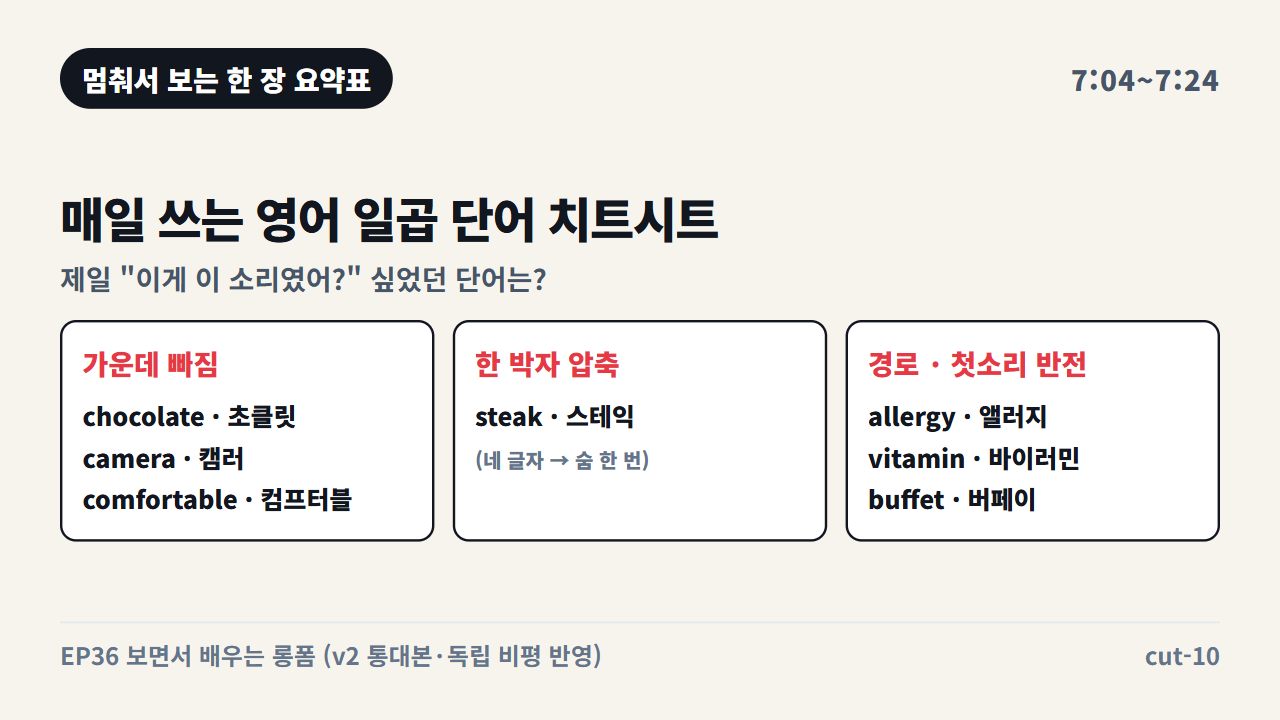 멈춰서 보는 한 장 요약표
7:04~7:24
매일 쓰는 영어 일곱 단어 치트시트
제일 "이게 이 소리였어?" 싶었던 단어는?
가운데 빠짐
chocolate · 초클릿
camera · 캠러
comfortable · 컴프터블
한 박자 압축
steak · 스테익
(네 글자 → 숨 한 번)
경로 · 첫소리 반전
allergy · 앨러지
vitamin · 바이러민
buffet · 버페이
EP36 보면서 배우는 롱폼 (v2 통대본·독립 비평 반영)
cut-10